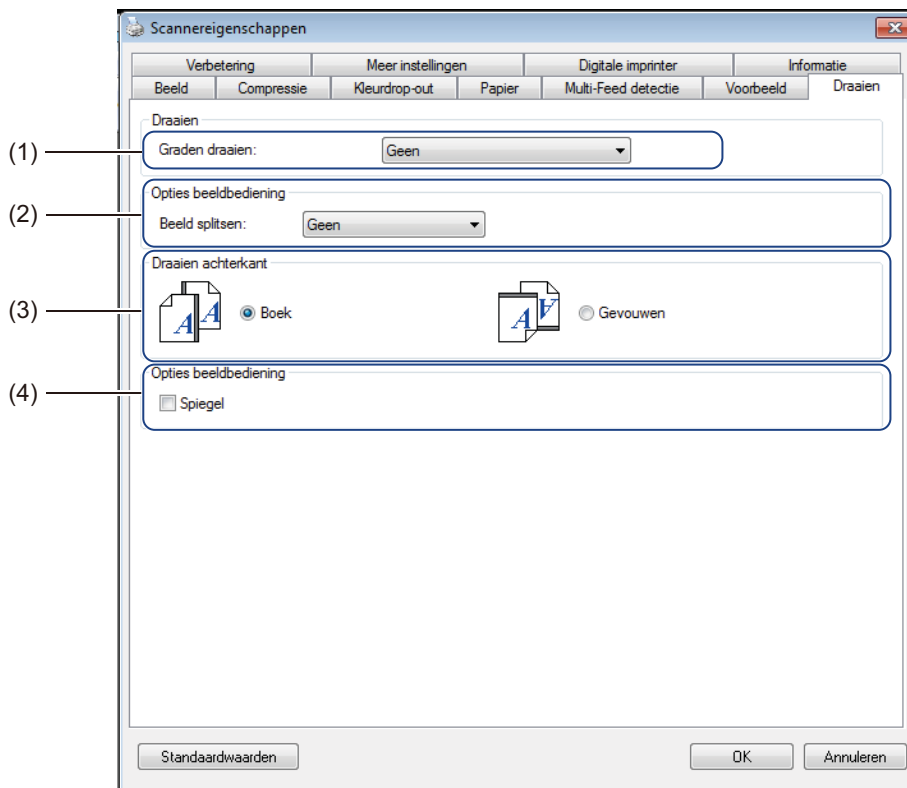 Scannereigenschappen
Verbetering Meer instellingen Digitale imprinter Informatie
Beeld Compressie Kleurdrop-out Papier Multi-Feed detectie Voorbeeld Draaien
Draaien
(1) Graden draaien: Geen
Opties beeldbediening
(2) Beeld splitsen: Geen
Draaien achterkant
(3) A A Boek A A Gevouwen
Opties beeldbediening
(4) Spiegel
Standaardwaarden OK Annuleren